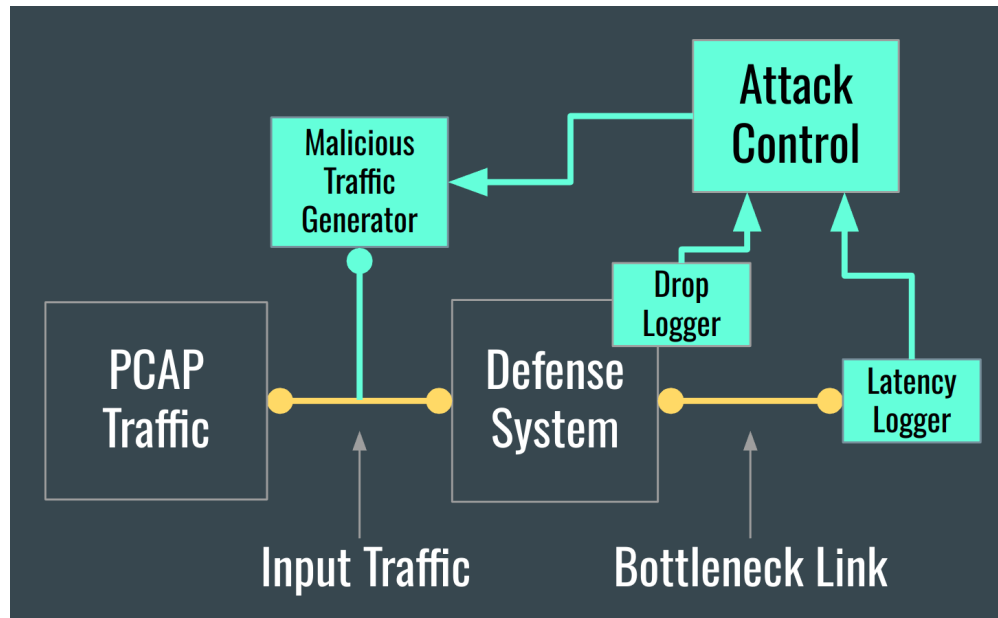 Attack
Control
Malicious
Traffic
Generator
Drop
Logger
PCAP
Traffic
Defense
System
Latency
Logger
Input Traffic
Bottleneck Link